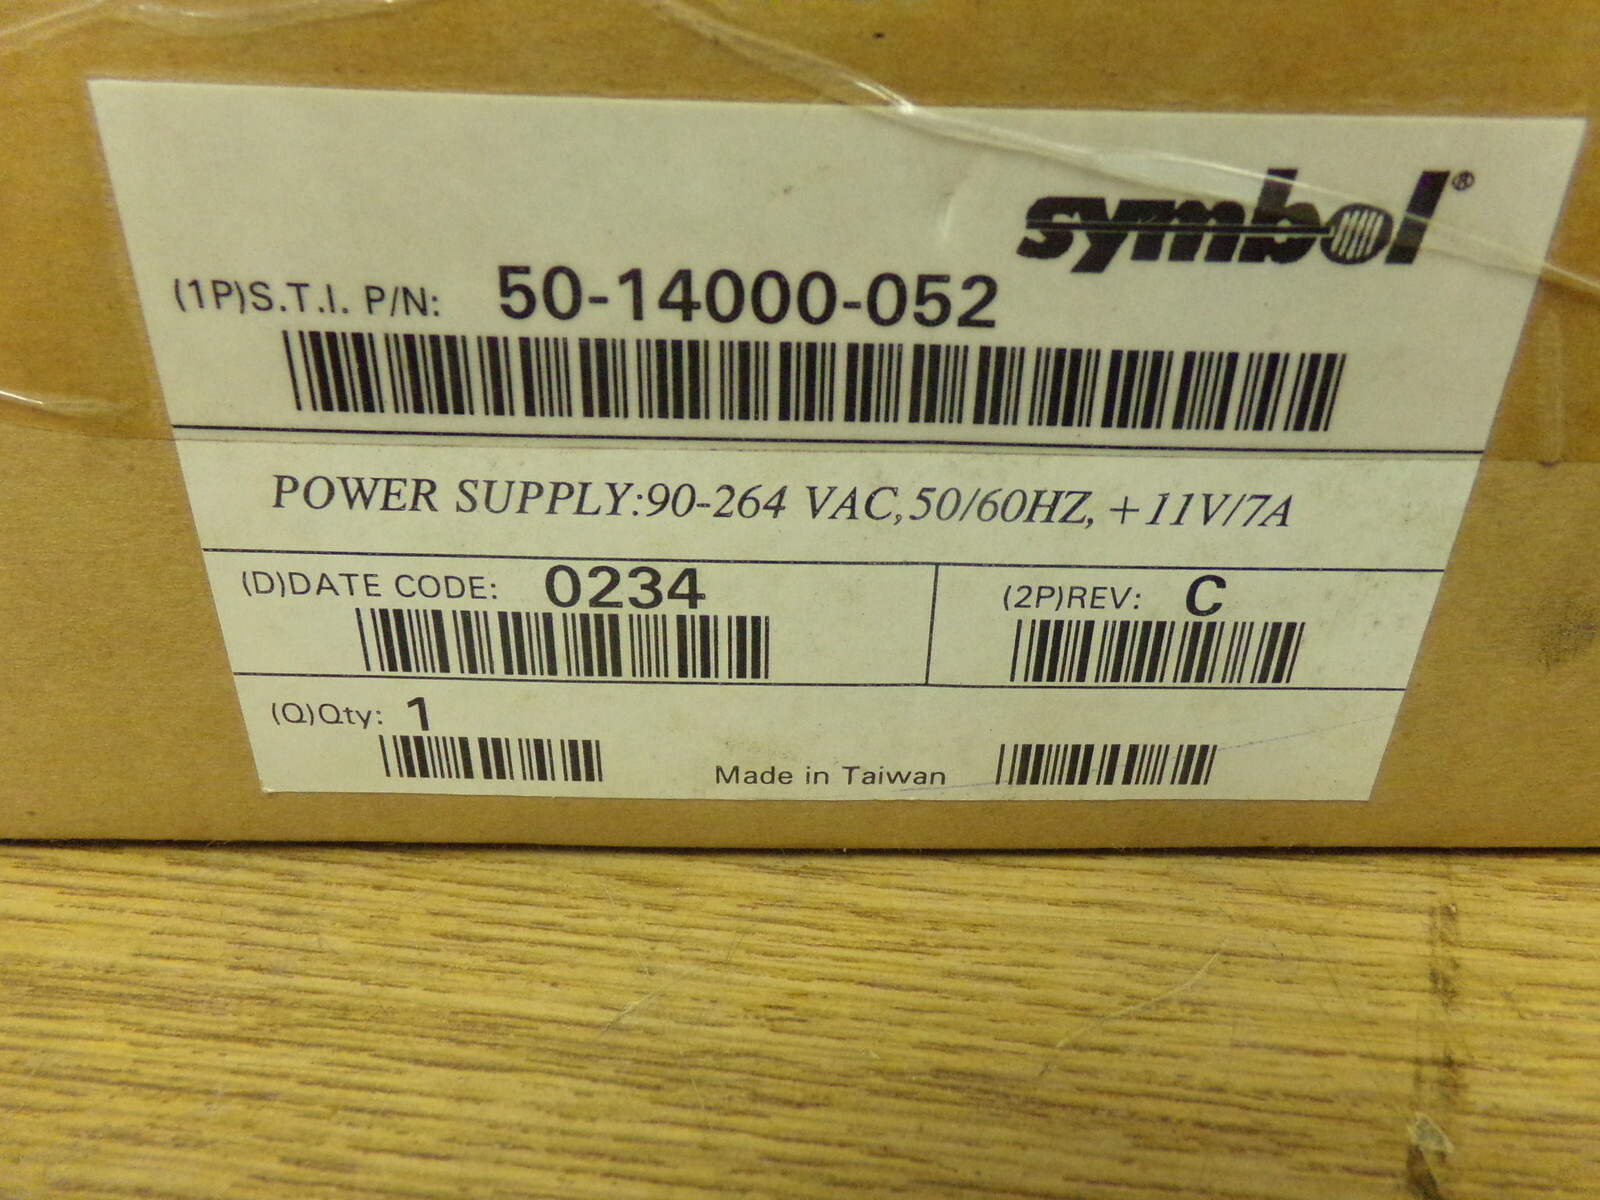 symbol®
(1P)S.T.I. P/N: 50-14000-052
POWER SUPPLY:90-264 VAC,50/60HZ, +11V/7A
(D)DATE CODE: 0234
(2P)REV: C
(Q)Qty: 1
Made in Taiwan